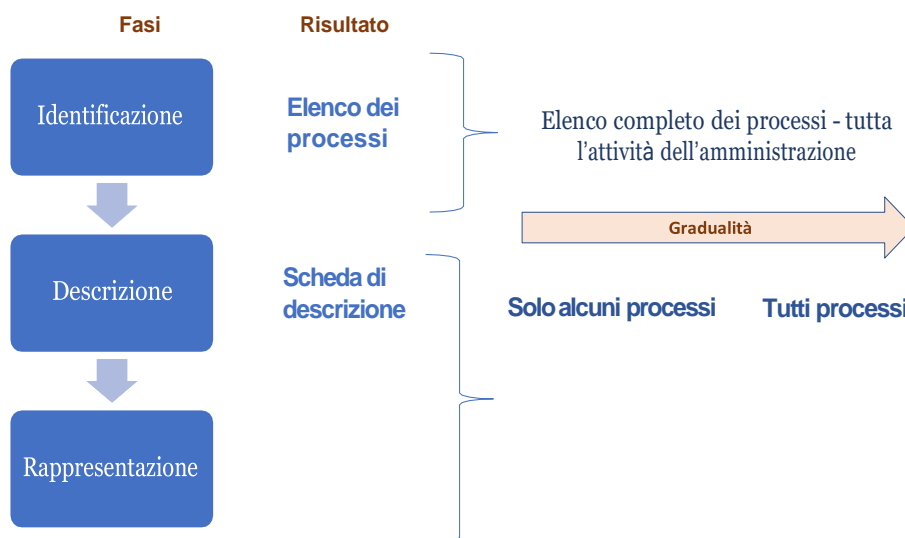 Fasi
Risultato
Identificazione
Elenco dei
processi
Elenco completo dei processi - tutta
l'attività dell'amministrazione
Gradualità
Descrizione
Scheda di
descrizione
Solo alcuni processi
Tutti processi
Rappresentazione